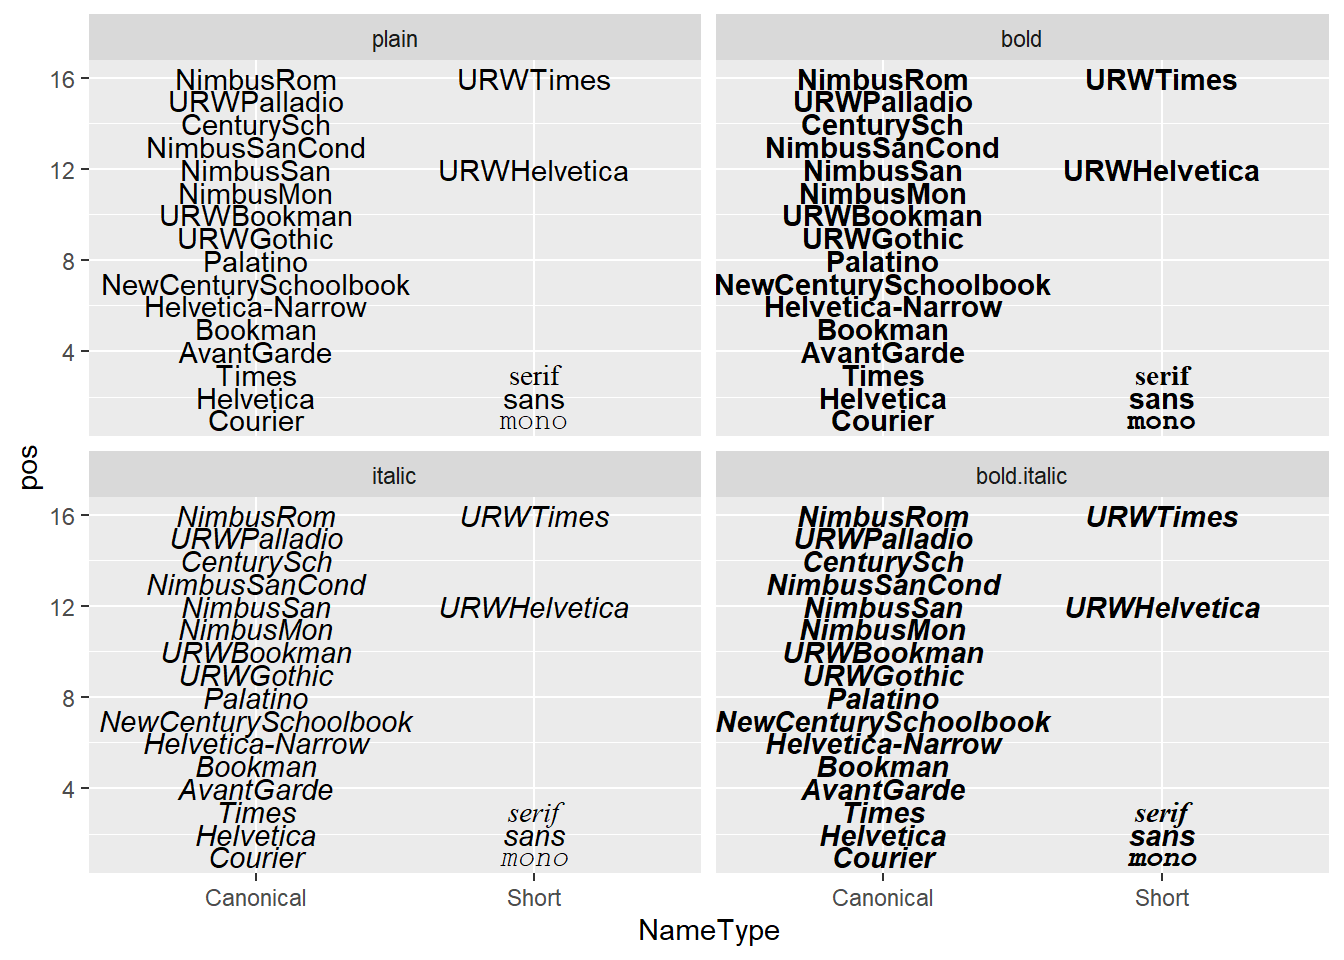 plain
bold
16
12
8
4
NimbusRom URWTimes
URWPalladio
CenturySch
NimbusSanCond
NimbusSan URWHelvetica
NimbusMon
URWBookman
URWGothic
Palatino
NewCenturySchoolbook
Helvetica-Narrow
Bookman
AvantGarde
Times serif
Helvetica sans
Courier mono
NimbusRom URWTimes
URWPalladio
CenturySch
NimbusSanCond
NimbusSan URWHelvetica
NimbusMon
URWBookman
URWGothic
Palatino
NewCenturySchoolbook
Helvetica-Narrow
Bookman
AvantGarde
Times serif
Helvetica sans
Courier mono
pos
italic
bold.italic
16
12
8
4
NimbusRom URWTimes
URWPalladio
CenturySch
NimbusSanCond
NimbusSan URWHelvetica
NimbusMon
URWBookman
URWGothic
Palatino
NewCenturySchoolbook
Helvetica-Narrow
Bookman
AvantGarde
Times serif
Helvetica sans
Courier mono
NimbusRom URWTimes
URWPalladio
CenturySch
NimbusSanCond
NimbusSan URWHelvetica
NimbusMon
URWBookman
URWGothic
Palatino
NewCenturySchoolbook
Helvetica-Narrow
Bookman
AvantGarde
Times serif
Helvetica sans
Courier mono
Canonical Short
Canonical Short
NameType